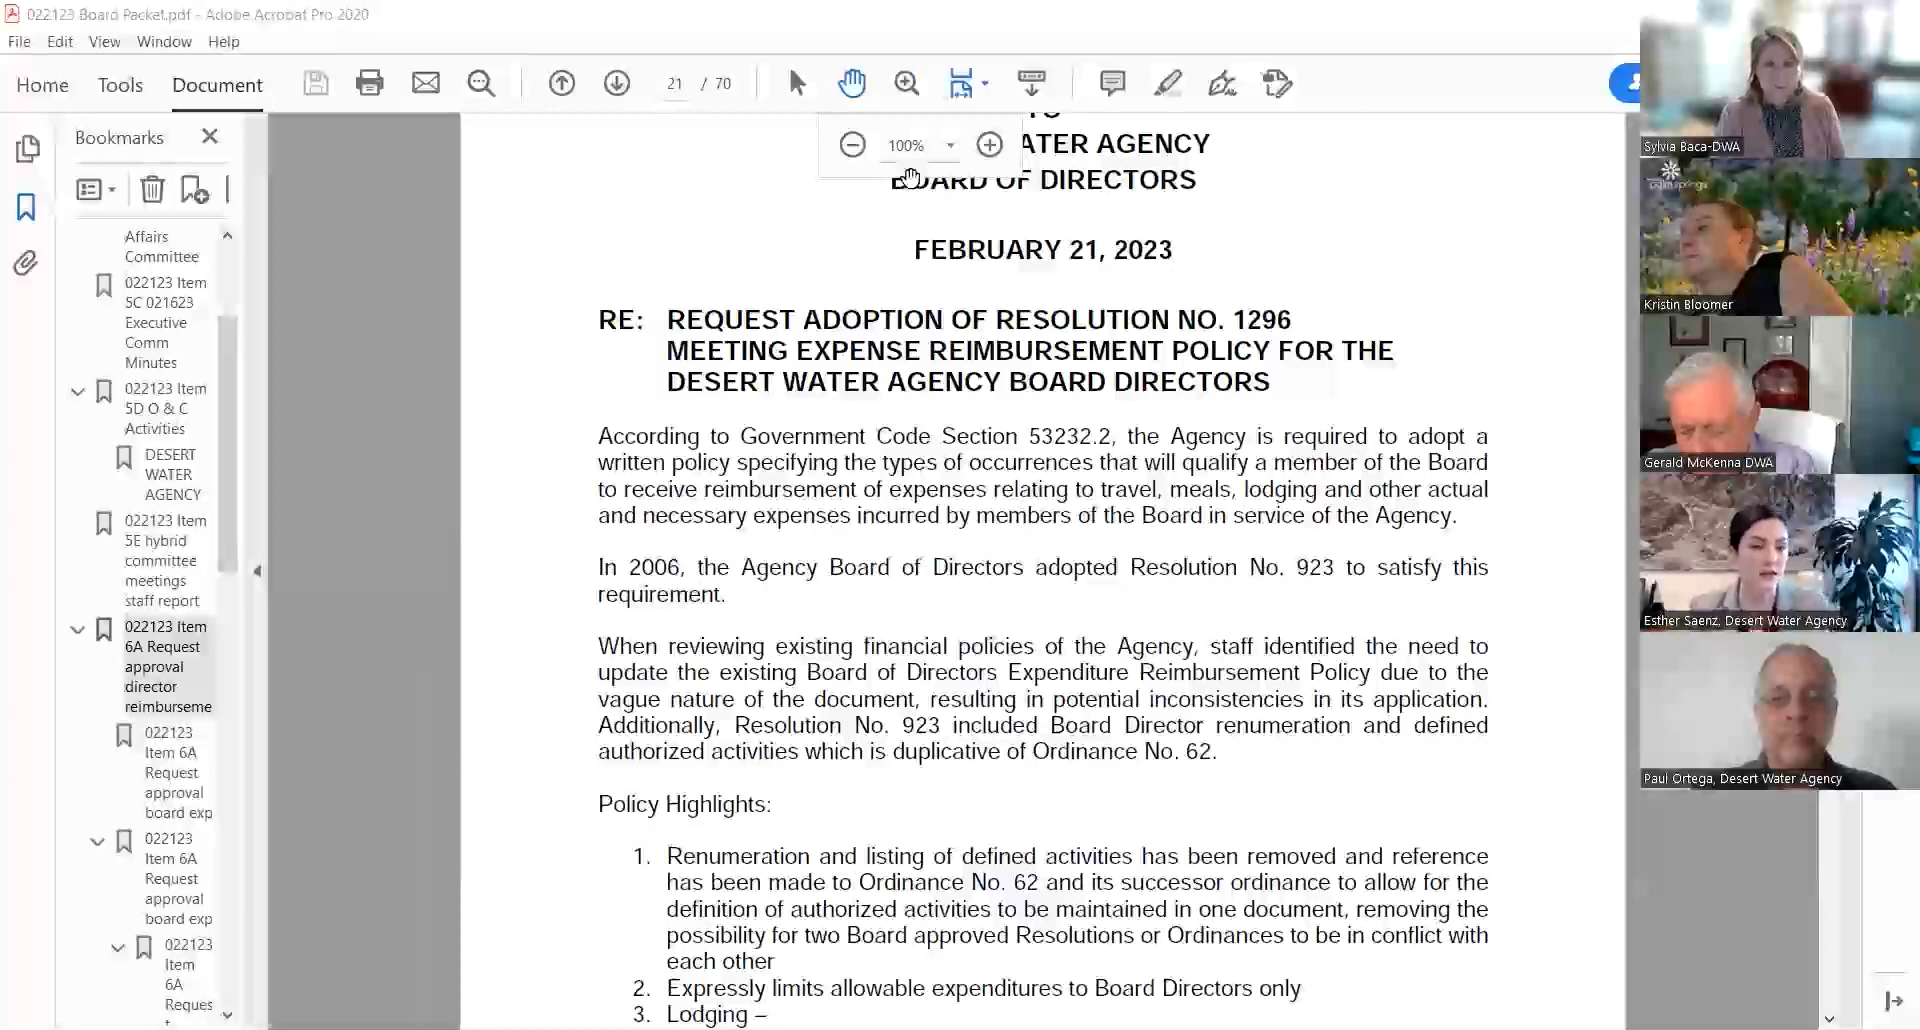 022123 Board Packet.pdf - Adobe Acrobat Pro 2020
File Edit View Window Help
Home Tools Document
21 / 70
Bookmarks
100%
Affairs
Committee
022123 Item
5C 021623
Executive
Comm
Minutes
022123 Item
5D O & C
Activities
DESERT
WATER
AGENCY
022123 Item
5E hybrid
committee
meetings
staff report
022123 Item
6A Request
approval
director
reimburseme
022123
Item 6A
Request
approval
board exp
022123
Item 6A
Request
approval
board exp
022123
Item
6A
Reques
t
ATER AGENCY
BOARD OF DIRECTORS
FEBRUARY 21, 2023
RE: REQUEST ADOPTION OF RESOLUTION NO. 1296
MEETING EXPENSE REIMBURSEMENT POLICY FOR THE
DESERT WATER AGENCY BOARD DIRECTORS
According to Government Code Section 53232.2, the Agency is required to adopt a
written policy specifying the types of occurrences that will qualify a member of the Board
to receive reimbursement of expenses relating to travel, meals, lodging and other actual
and necessary expenses incurred by members of the Board in service of the Agency.
In 2006, the Agency Board of Directors adopted Resolution No. 923 to satisfy this
requirement.
When reviewing existing financial policies of the Agency, staff identified the need to
update the existing Board of Directors Expenditure Reimbursement Policy due to the
vague nature of the document, resulting in potential inconsistencies in its application.
Additionally, Resolution No. 923 included Board Director renumeration and defined
authorized activities which is duplicative of Ordinance No. 62.
Policy Highlights:
1. Renumeration and listing of defined activities has been removed and reference
has been made to Ordinance No. 62 and its successor ordinance to allow for the
definition of authorized activities to be maintained in one document, removing the
possibility for two Board approved Resolutions or Ordinances to be in conflict with
each other
2. Expressly limits allowable expenditures to Board Directors only
3. Lodging –
Sylvia Baca-DWA
palm springs
Kristin Bloomer
Gerald McKenna DWA
Esther Saenz, Desert Water Agency
Paul Ortega, Desert Water Agency